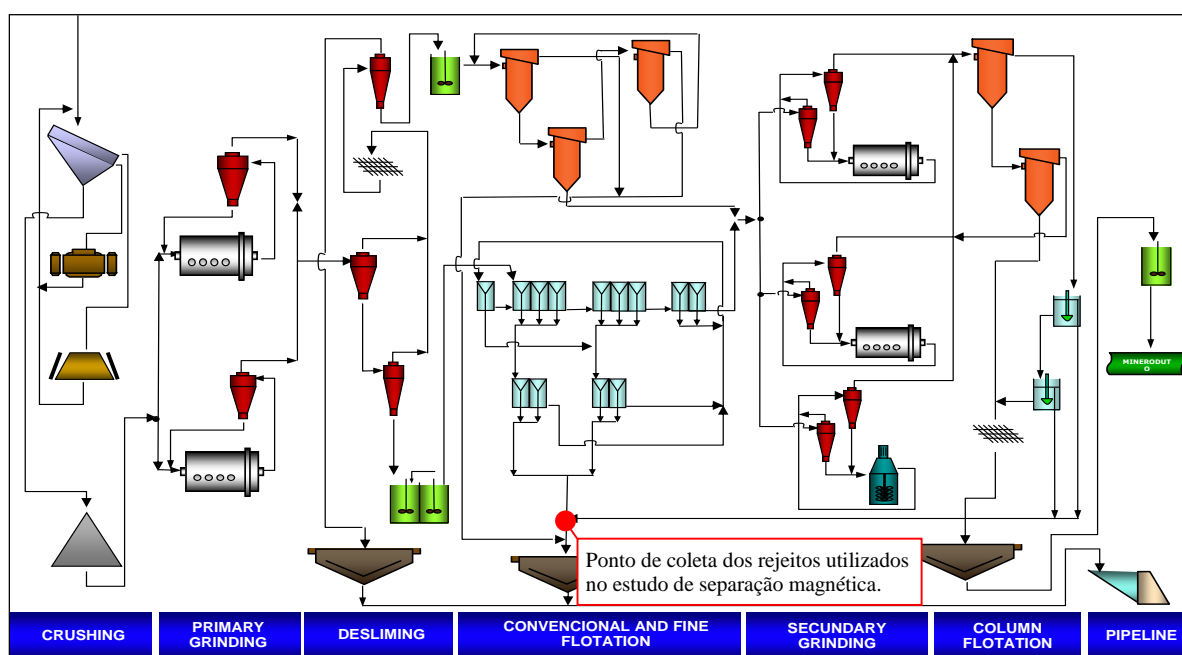 MINERODUT
O
Ponto de coleta dos rejeitos utilizados
no estudo de separação magnética.
CRUSHING
PRIMARY
GRINDING
DESLIMING
CONVENCIONAL AND FINE
FLOTATION
SECUNDARY
GRINDING
COLUMN
FLOTATION
PIPELINE